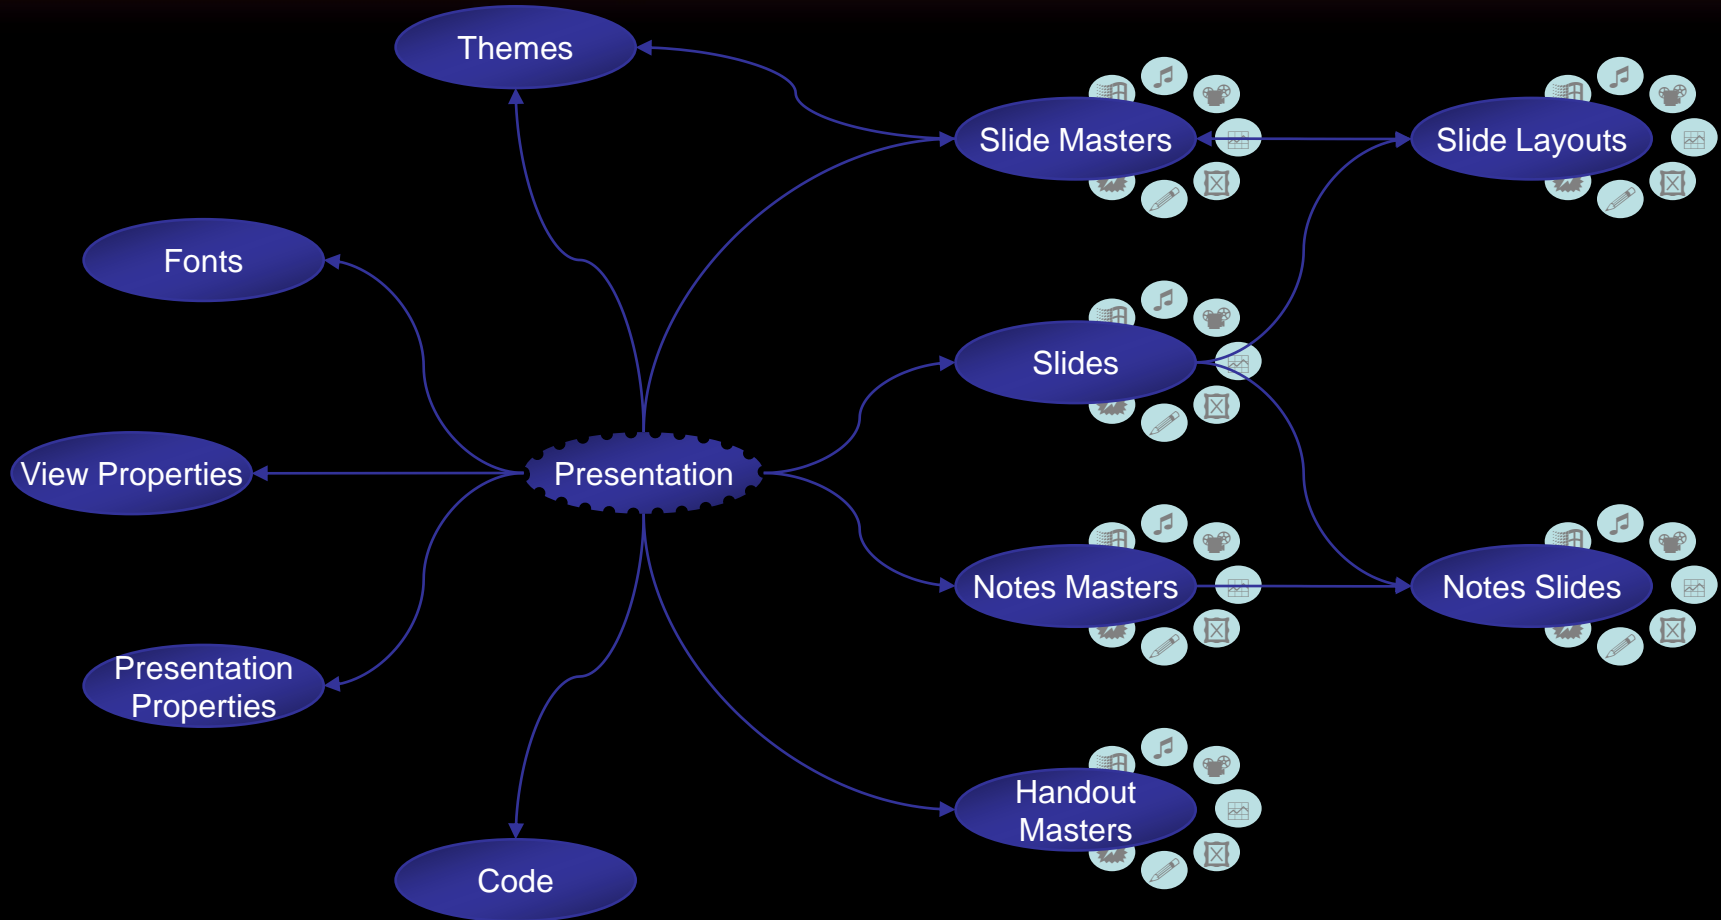 Themes
Slide Masters
Slide Layouts
Fonts
Slides
View Properties
Presentation
Notes Masters
Notes Slides
Presentation
Properties
Handout
Masters
Code